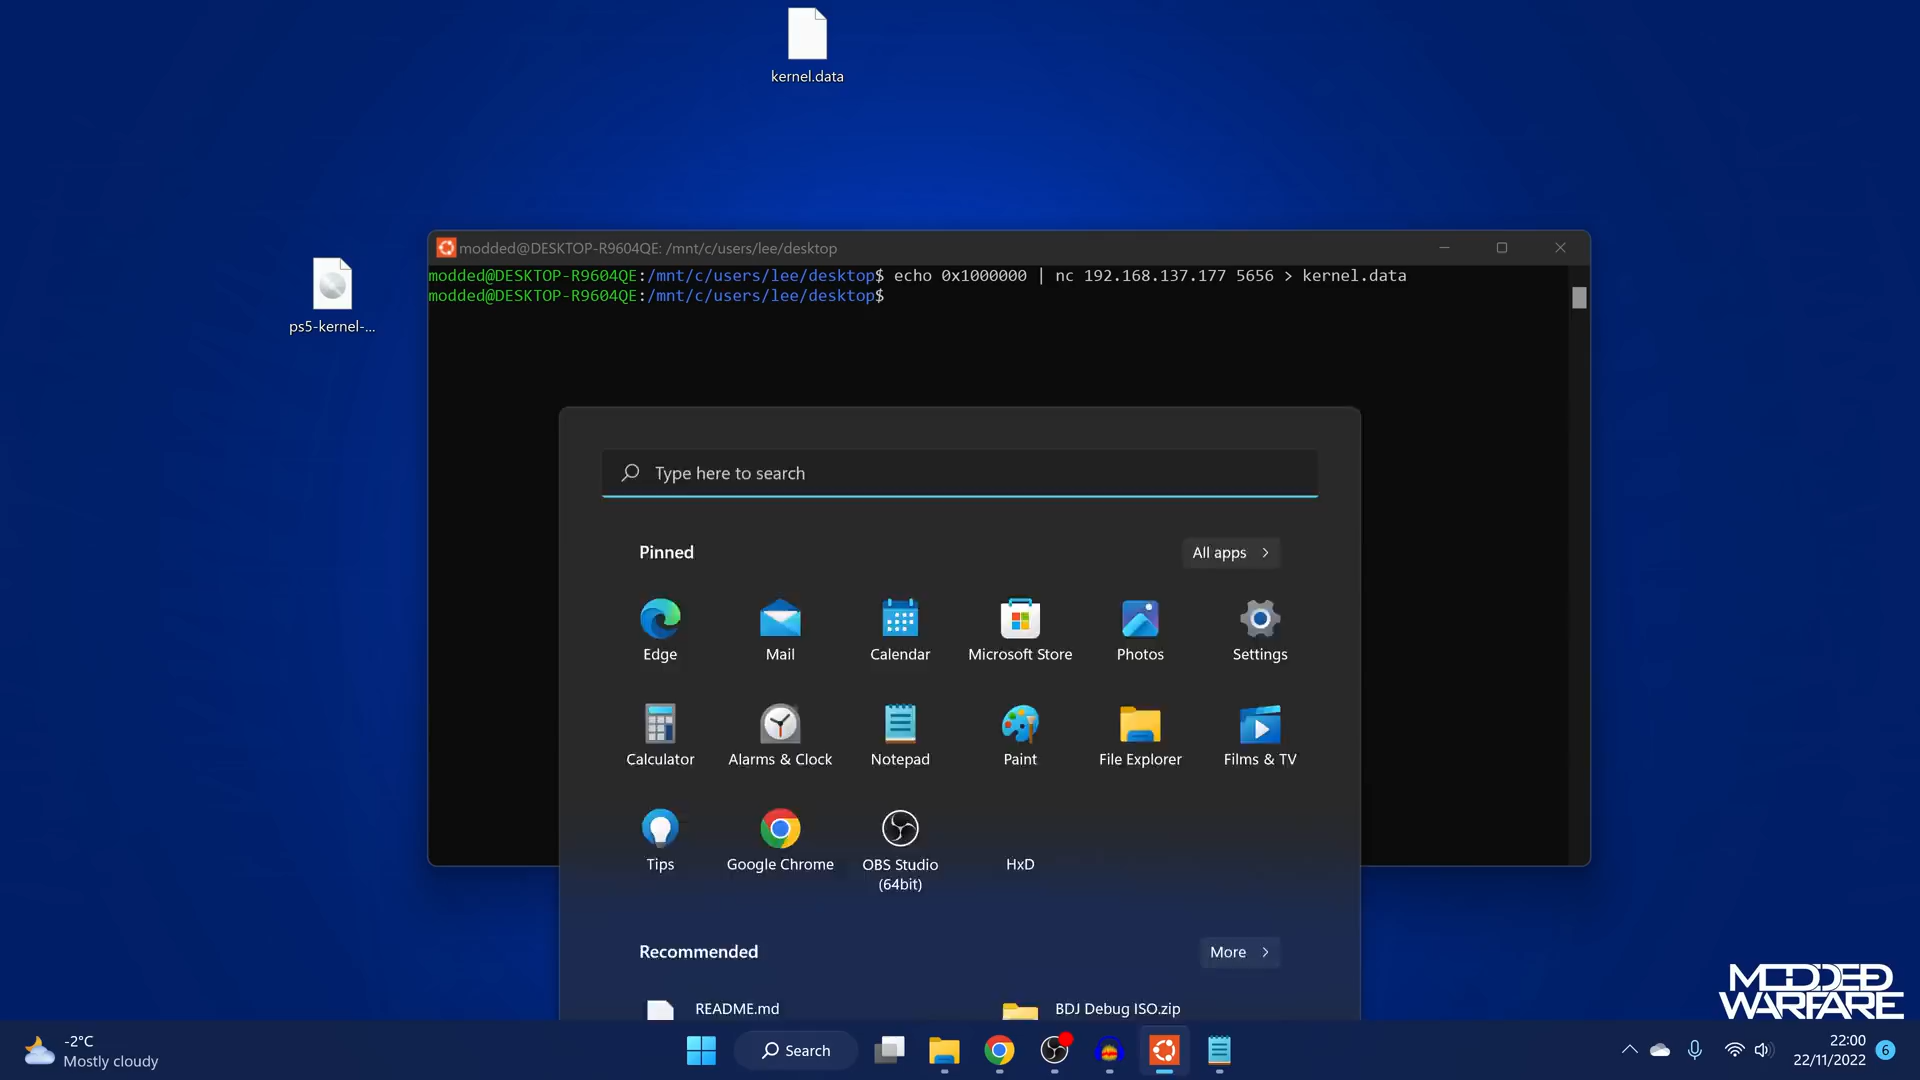 kernel.data
ps5-kernel-...
modded@DESKTOP-R9604QE: /mnt/c/users/lee/desktop
modded@DESKTOP-R9604QE:/mnt/c/users/lee/desktop$ echo 0x1000000 | nc 192.168.137.177 5656 > kernel.data
modded@DESKTOP-R9604QE:/mnt/c/users/lee/desktop$
Type here to search
Pinned
All apps
Edge
Mail
Calendar
Microsoft Store
Photos
Settings
Calculator
Alarms & Clock
Notepad
Paint
File Explorer
Films & TV
Tips
Google Chrome
OBS Studio
(64bit)
HxD
Recommended
More
README.md
BDJ Debug ISO.zip
MODDED
WARFARE
-2°C
Mostly cloudy
Search
22:00
22/11/2022
6